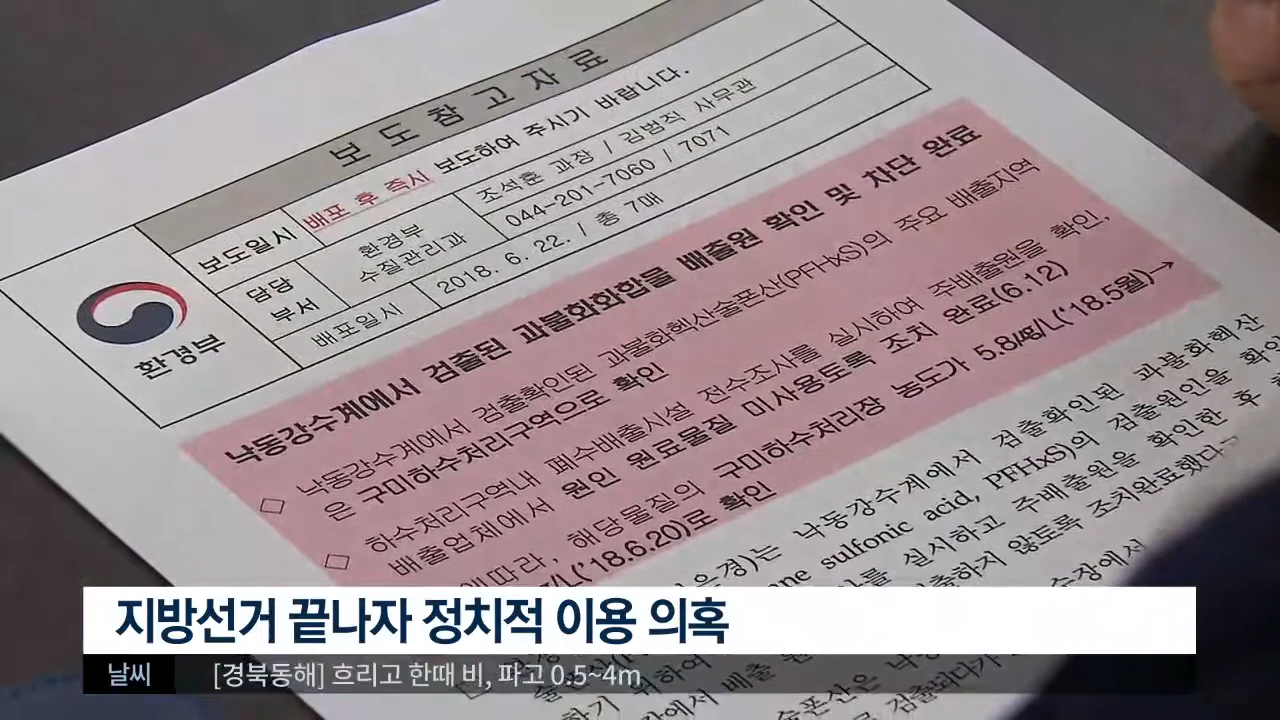 보도참고자료
보도일시 배포 후 즉시 보도하여 주시기 바랍니다.
담당부서 환경부 수질관리과 조석훈 과장 / 김범직 사무관
044-201-7060 / 7071
배포일시 2018. 6. 22. / 총 7매
환경부
낙동강수계에서 검출된 과불화화합물 배출원 확인 및 차단 완료
◇ 낙동강수계에서 검출확인된 과불화헥산술폰산(PFHxS)의 주요 배출지역
은 구미하수처리구역으로 확인
◇ 하수처리구역내 폐수배출시설 전수조사를 실시하여 주배출원을 확인,
배출업체에서 원인 원료물질 미사용토록 조치 완료(6.12)
따라, 해당물질의 구미하수처리장 농도가 5.8㎍/L('18.5월)→
/L('18.6.20)로 확인
는 낙동강수계에서 검출확인된 과불화헥산
sulfonic acid, PFHxS)의 검출원인을
를 실시하고 주배출원을 확인한 후
않도록 조치완료했다.
지방선거 끝나자 정치적 이용 의혹
날씨 [경북동해] 흐리고 한때 비, 파고 0.5~4m